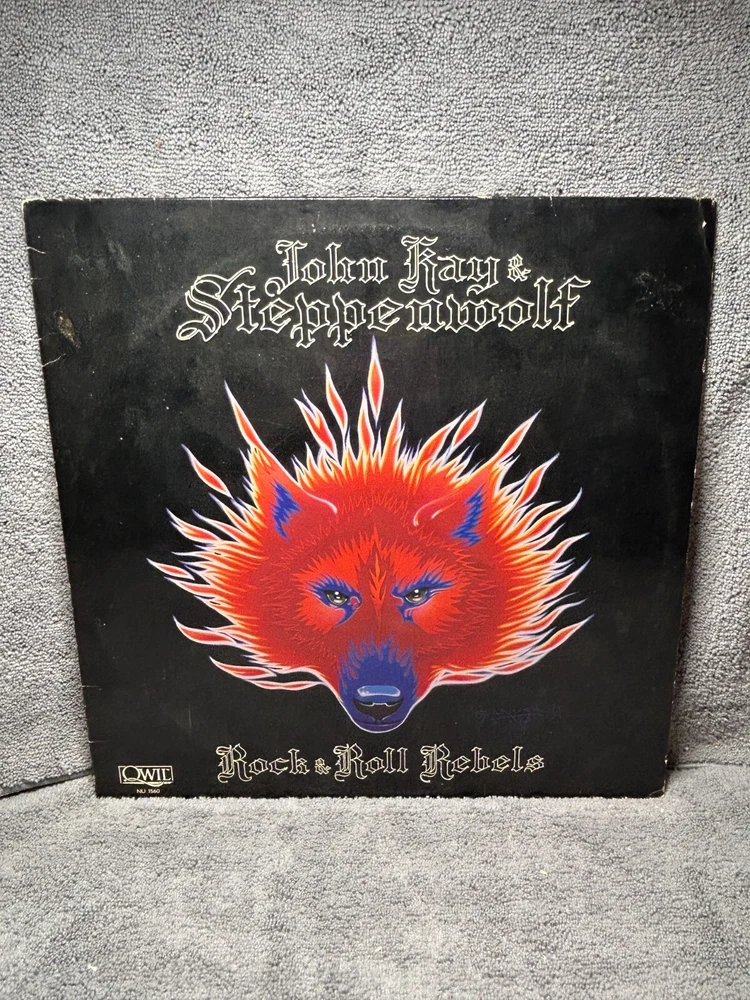 John Kay &
Steppenwolf
Rock & Roll Rebels
QWIL
NU 1560